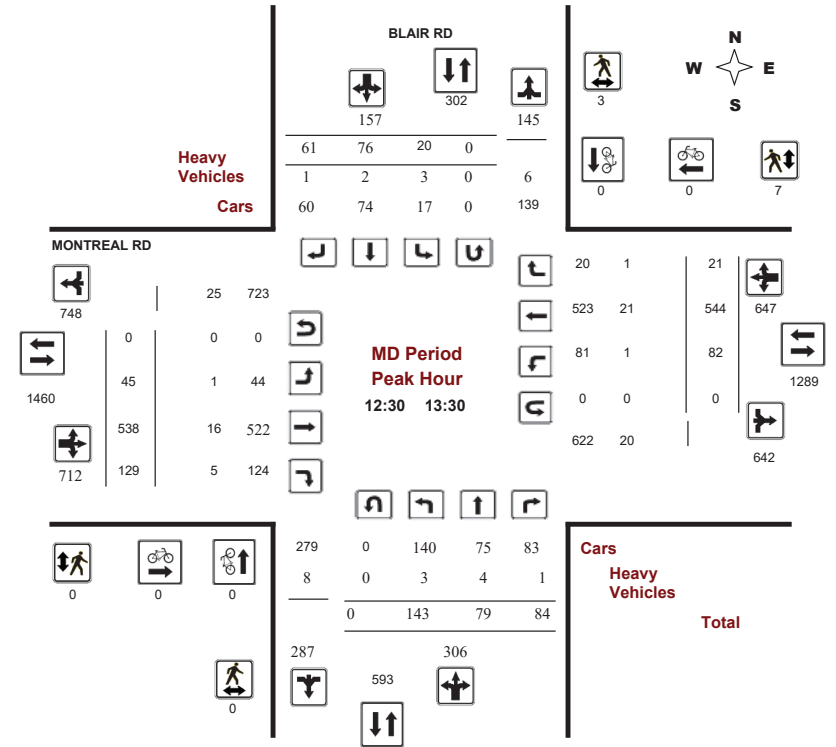 BLAIR RD
N
W E
S
302
3
157 145
61 76 20 0
Heavy
Vehicles
1 2 3 0 6
Cars
60 74 17 0 139
0 0 7
MONTREAL RD
20 1 21
748
25 723
523 21 544 647
0 0 0
MD Period
Peak Hour
12:30 13:30
81 1 82
45 1 44
1460
1289
0 0 0
538 16 522
622 20
642
712
129 5 124
279 0 140 75 83
Cars
8 0 3 4 1
Heavy
Vehicles
0 0 0
0 143 79 84
Total
287 306
593
0